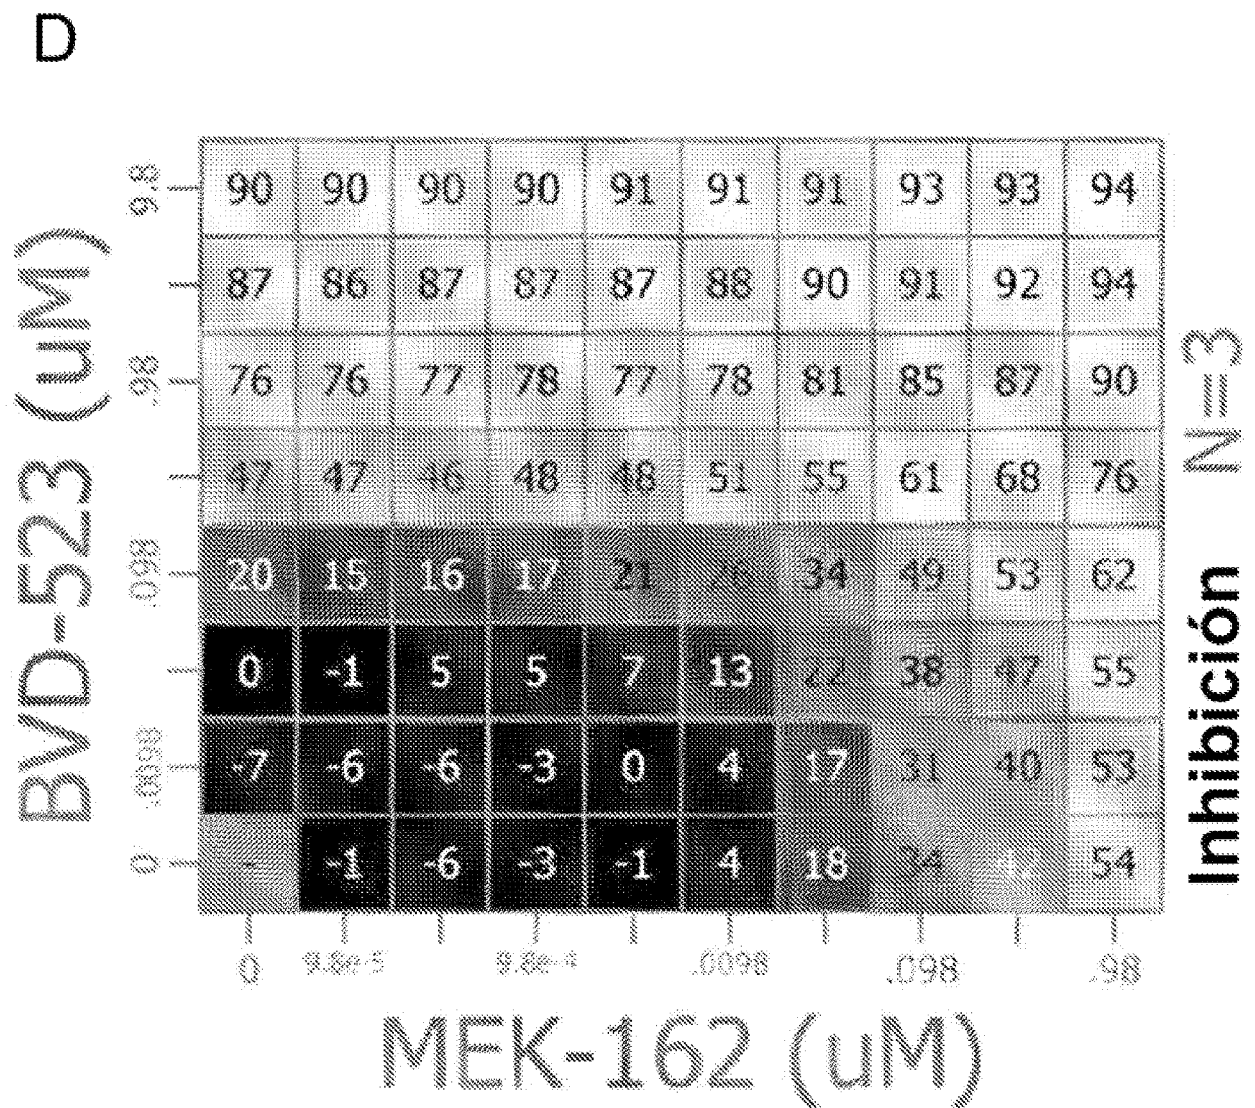 D
BVD-523 (uM)
9.8 90 90 90 90 91 91 91 93 93 94
87 86 87 87 87 88 90 91 92 94
.98 76 76 77 78 77 78 81 85 87 90
47 47 46 48 48 51 55 61 68 76
.098 20 15 16 17 21 34 49 53 62
0 -1 5 5 7 13 22 38 47 55
.0098 -7 -6 -6 -3 0 4 17 31 40 53
0 - -1 -6 -3 -1 4 18 34 42 54
0 9.8e-5 9.8e-4 .0098 .098 .98
MEK-162 (uM)
Inhibición N=3